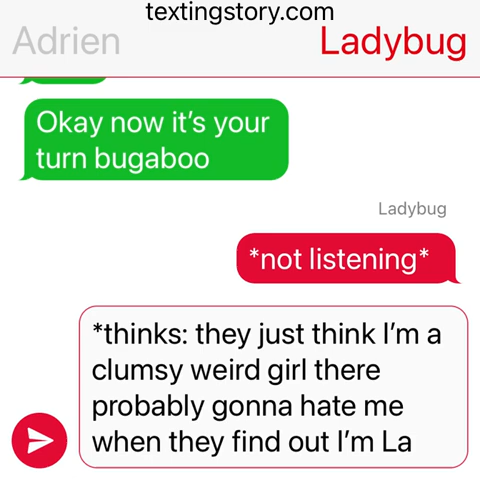 textingstory.com
Adrien Ladybug
Okay now it's your
turn bugaboo
Ladybug
*not listening*
*thinks: they just think I'm a
clumsy weird girl there
probably gonna hate me
when they find out I'm La